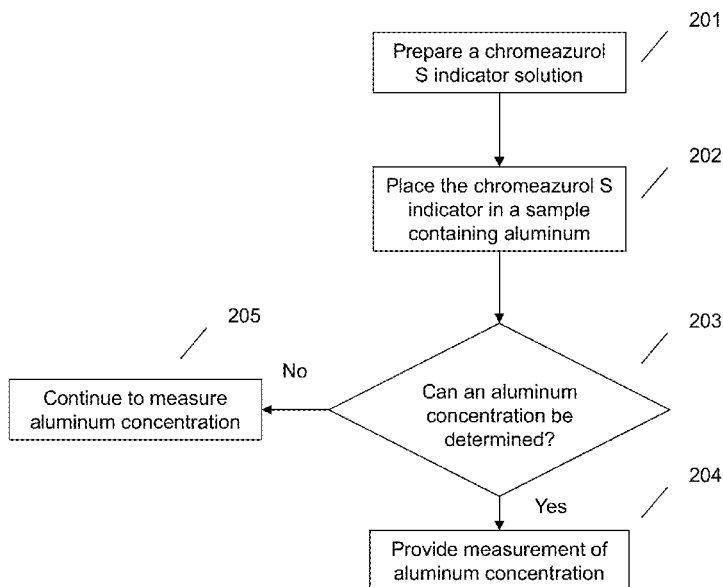 201
Prepare a chromeazurol
S indicator solution
202
Place the chromeazurol S
indicator in a sample
containing aluminum
203
205
No
Continue to measure
aluminum concentration
Can an aluminum
concentration be
determined?
204
Yes
Provide measurement of
aluminum concentration